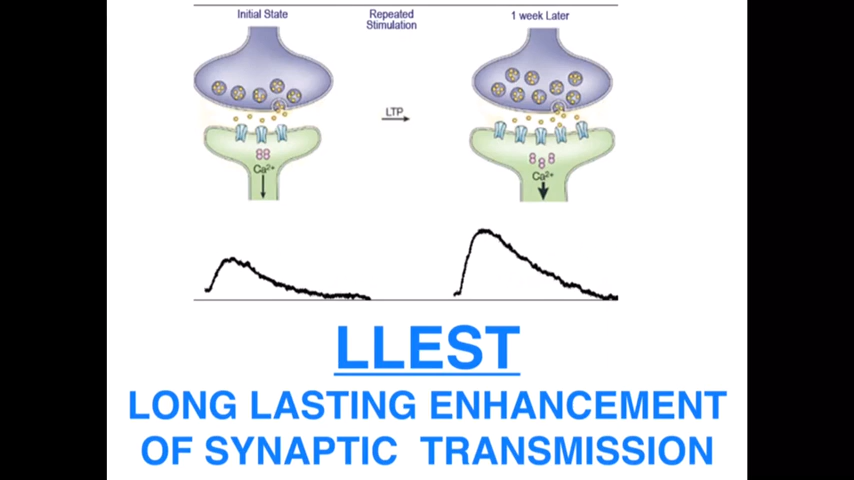 Initial State
Repeated
Stimulation
1 week Later
LTP
Ca²⁺
Ca²⁺
LLEST
LONG LASTING ENHANCEMENT
OF SYNAPTIC TRANSMISSION